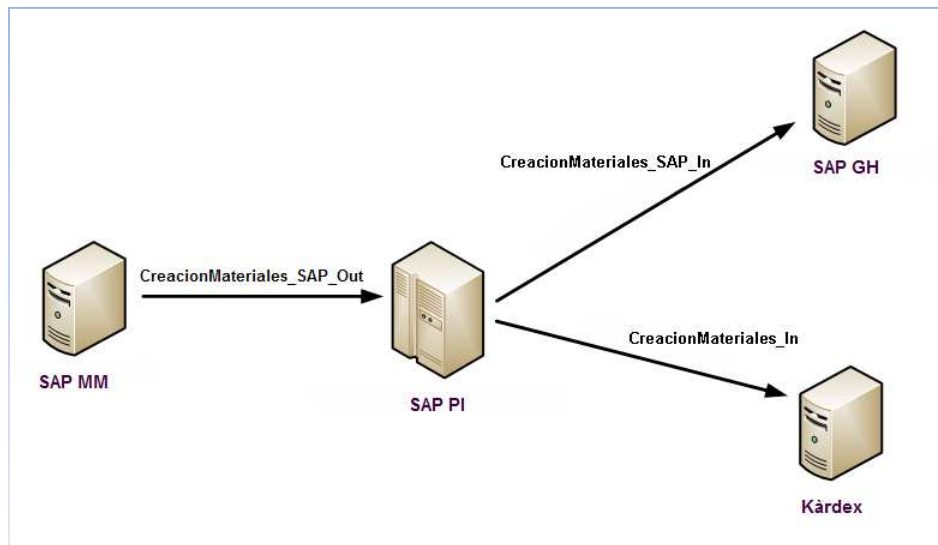 SAP GH
CreacionMateriales_SAP_In
CreacionMateriales_SAP_Out
SAP MM
SAP PI
CreacionMateriales_In
Kàrdex